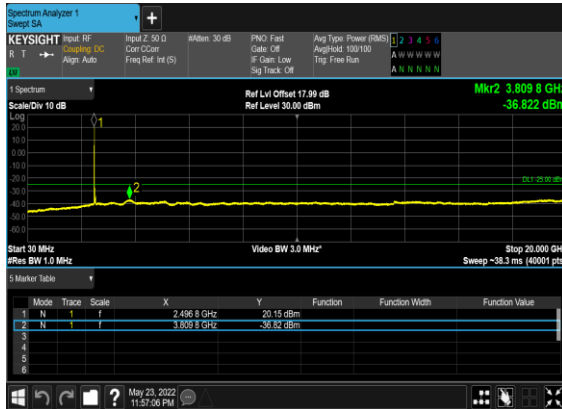 Spectrum Analyzer 1
Swept SA
+
KEYSIGHT Input: RF Input Z: 50 Ω #Atten: 30 dB PNO: Fast Avg Type: Power (RMS) 1 2 3 4 5 6
R T Coupling: DC Corr CCorr Gate: Off Avg|Hold: 100/100 A W W W W W
Align: Auto Freq Ref: Int (S) IF Gain: Low Trig: Free Run
LXI Sig Track: Off A N N N N N
1 Spectrum Ref Lvl Offset 17.99 dB Mkr2 3.809 8 GHz
Scale/Div 10 dB Ref Level 30.00 dBm -36.822 dBm
Log
1
20.0
10.0
0.00
-10.0
-20.0
DL1 -25.00 dBm
-30.0
2
-40.0
-50.0
-60.0
Start 30 MHz Video BW 3.0 MHz* Stop 20.000 GHz
#Res BW 1.0 MHz Sweep ~38.3 ms (40001 pts)
5 Marker Table
Mode Trace Scale X Y Function Function Width Function Value
1 N 1 f 2.496 8 GHz 20.15 dBm
2 N 1 f 3.809 8 GHz -36.82 dBm
3
4
5
6
? May 23, 2022
11:57:06 PM